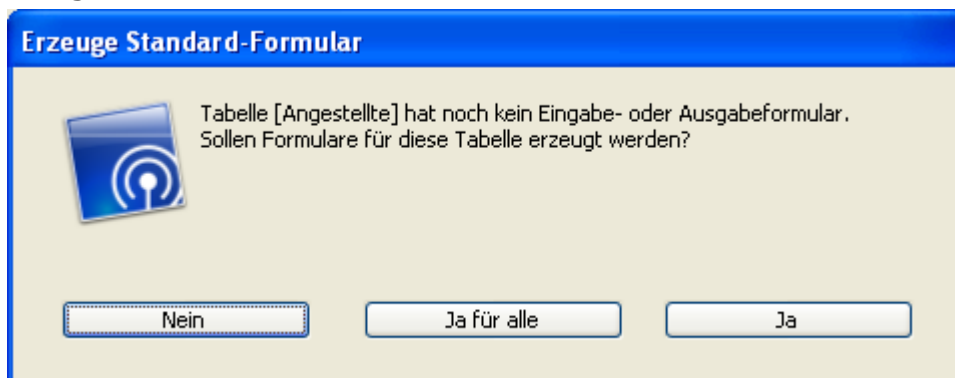 Erzeuge Standard-Formular
Tabelle [Angestellte] hat noch kein Eingabe- oder Ausgabeformular.
Sollen Formulare für diese Tabelle erzeugt werden?
Nein
Ja für alle
Ja